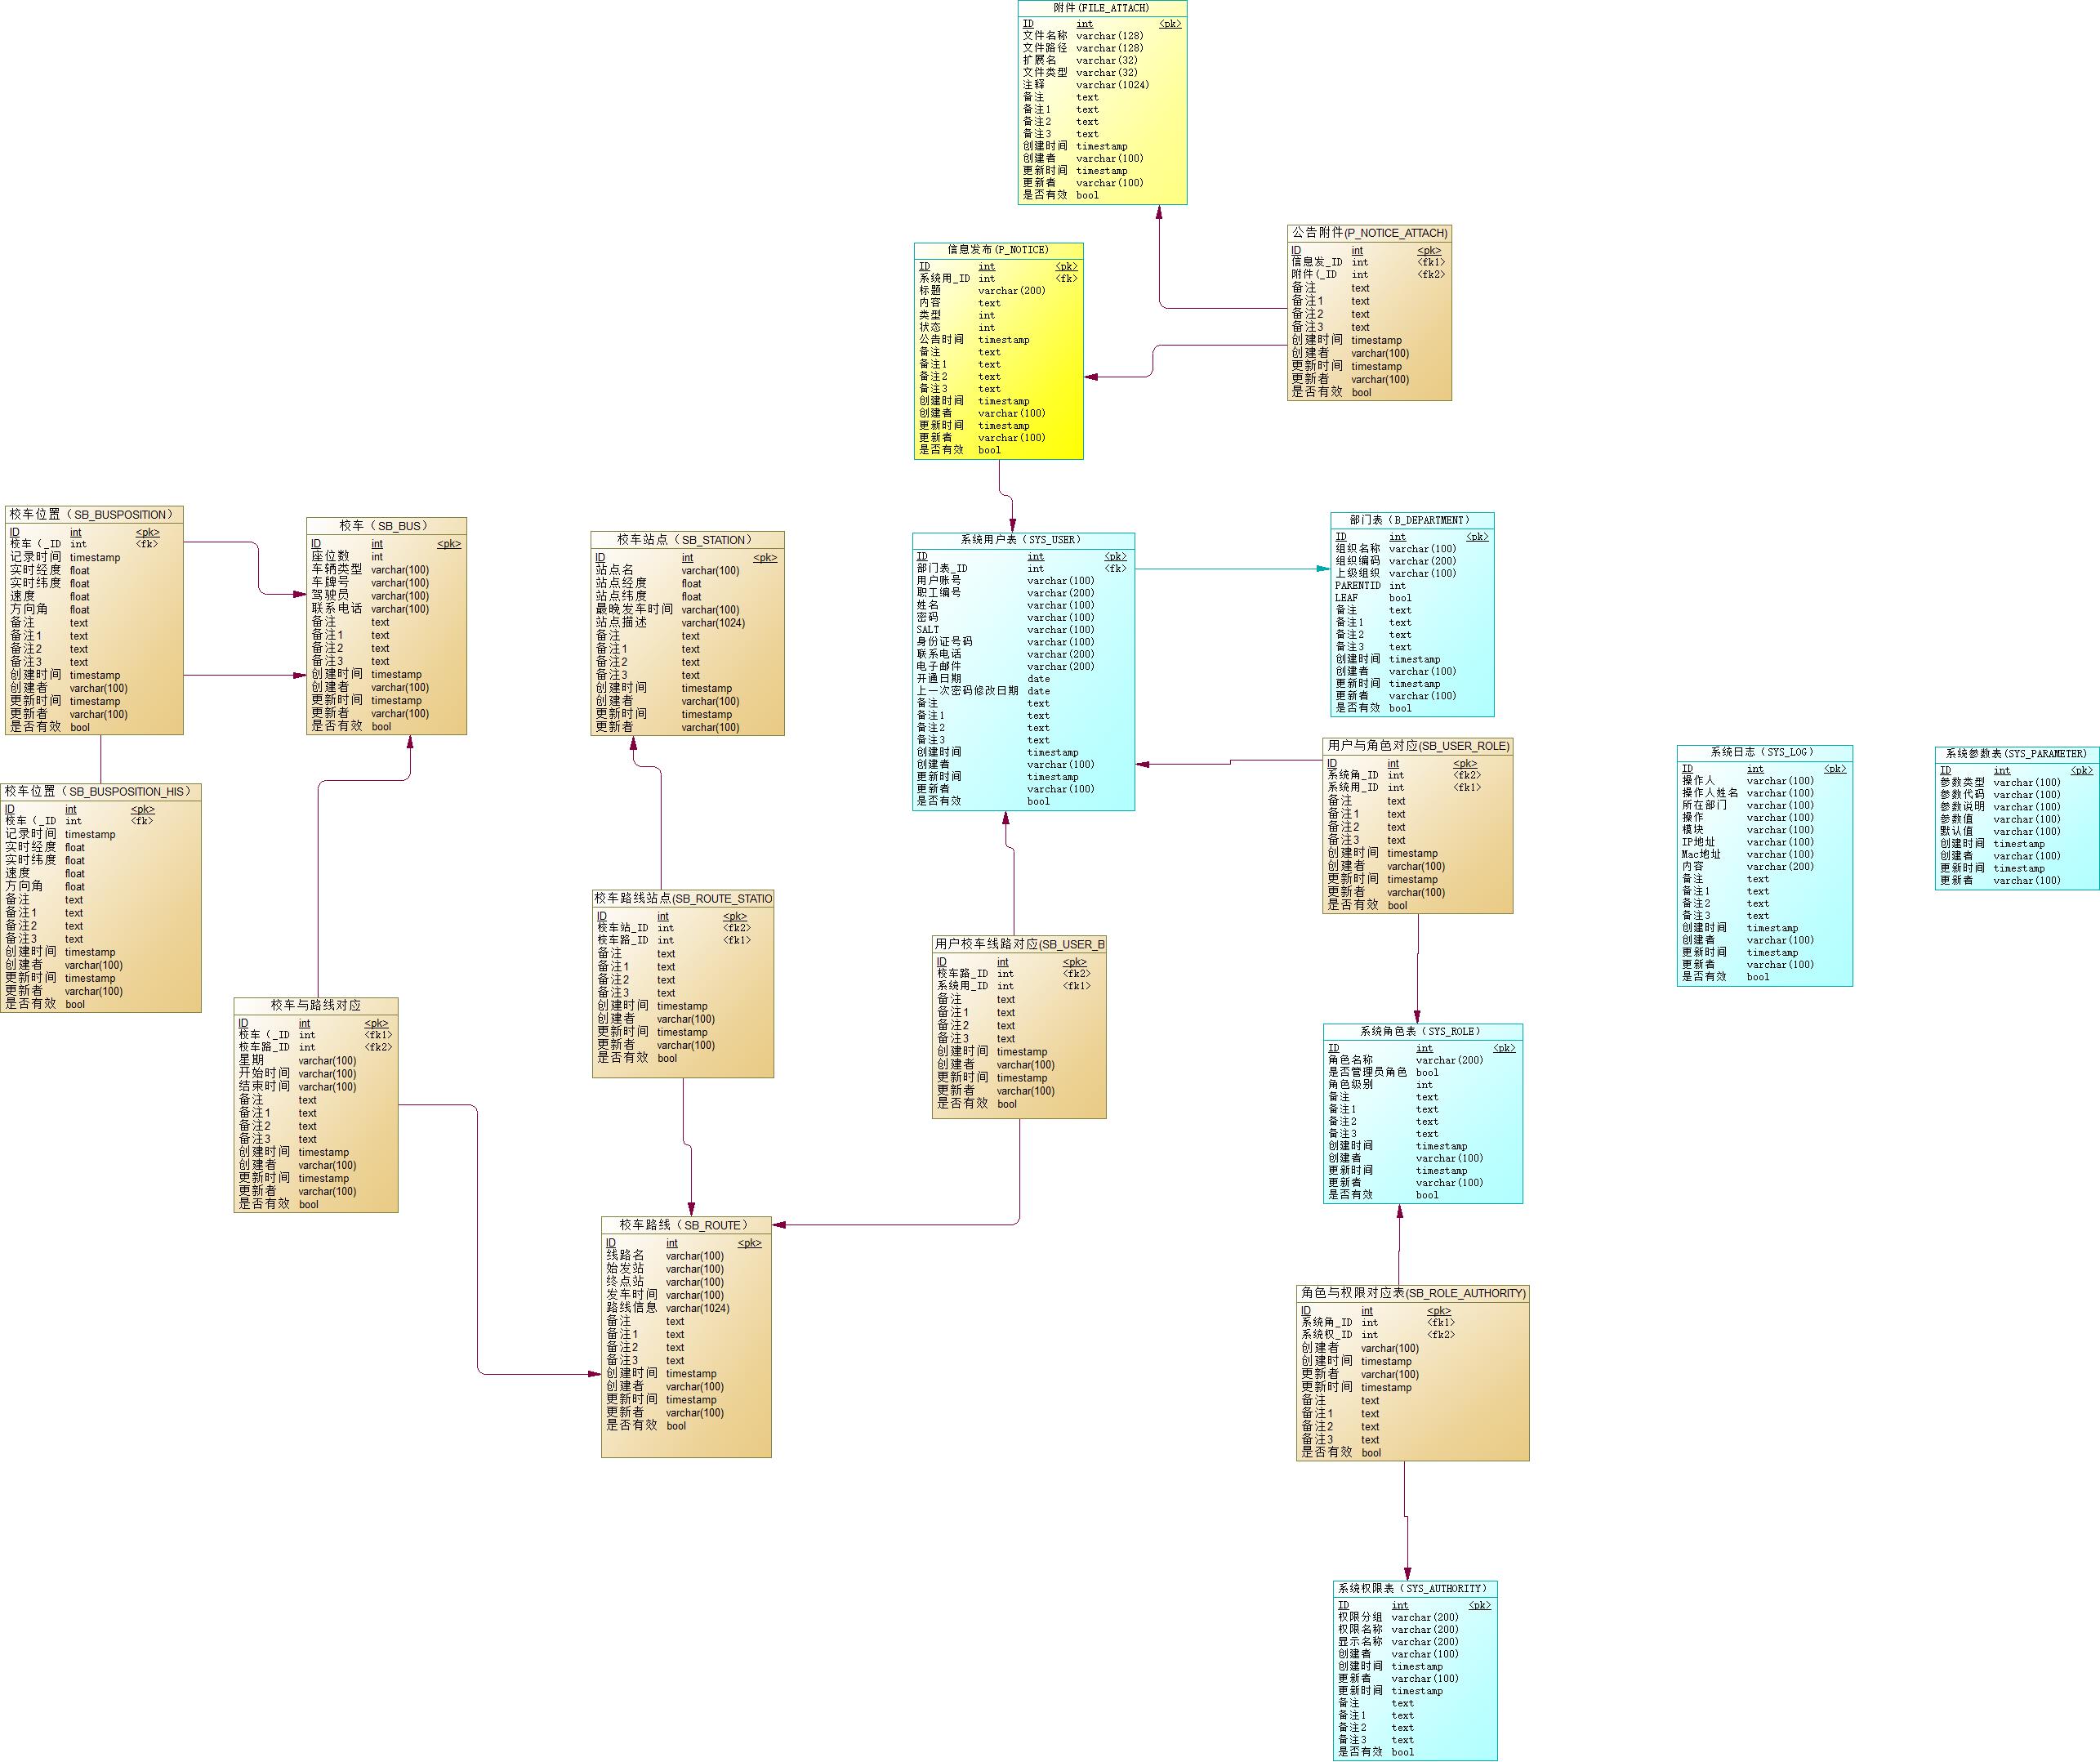 附件(FILE_ATTACH)
ID int <pk>
文件名称 varchar(128)
文件路径 varchar(128)
扩展名 varchar(32)
文件类型 varchar(32)
注释 varchar(1024)
备注 text
备注1 text
备注2 text
备注3 text
创建时间 timestamp
创建者 varchar(100)
更新时间 timestamp
更新者 varchar(100)
是否有效 bool
公告附件(P_NOTICE_ATTACH)
ID int <pk>
信息发_ID int <fk1>
附件(_ID int <fk2>
备注 text
备注1 text
备注2 text
备注3 text
创建时间 timestamp
创建者 varchar(100)
更新时间 timestamp
更新者 varchar(100)
是否有效 bool
信息发布(P_NOTICE)
ID int <pk>
系统用_ID int <fk>
标题 varchar(200)
内容 text
类型 int
状态 int
公告时间 timestamp
备注 text
备注1 text
备注2 text
备注3 text
创建时间 timestamp
创建者 varchar(100)
更新时间 timestamp
更新者 varchar(100)
是否有效 bool
校车位置（SB_BUSPOSITION）
ID int <pk>
校车（_ID int <fk>
记录时间 timestamp
实时经度 float
实时纬度 float
速度 float
方向角 float
备注 text
备注1 text
备注2 text
备注3 text
创建时间 timestamp
创建者 varchar(100)
更新时间 timestamp
更新者 varchar(100)
是否有效 bool
校车（SB_BUS）
ID int <pk>
座位数 int
车辆类型 varchar(100)
车牌号 varchar(100)
驾驶员 varchar(100)
联系电话 varchar(100)
备注 text
备注1 text
备注2 text
备注3 text
创建时间 timestamp
创建者 varchar(100)
更新时间 timestamp
更新者 varchar(100)
是否有效 bool
校车站点（SB_STATION）
ID int <pk>
站点名 varchar(100)
站点经度 float
站点纬度 float
最晚发车时间 varchar(100)
站点描述 varchar(1024)
备注 text
备注1 text
备注2 text
备注3 text
创建时间 timestamp
创建者 varchar(100)
更新时间 timestamp
更新者 varchar(100)
系统用户表（SYS_USER）
ID int <pk>
部门表_ID int <fk>
用户账号 varchar(100)
职工编号 varchar(200)
姓名 varchar(100)
密码 varchar(100)
SALT varchar(100)
身份证号码 varchar(100)
联系电话 varchar(200)
电子邮件 varchar(200)
开通日期 date
上一次密码修改日期 date
备注 text
备注1 text
备注2 text
备注3 text
创建时间 timestamp
创建者 varchar(100)
更新时间 timestamp
更新者 varchar(100)
是否有效 bool
部门表（B_DEPARTMENT）
ID int <pk>
组织名称 varchar(100)
组织编码 varchar(200)
上级组织 varchar(100)
PARENTID int
LEAF bool
备注 text
备注1 text
备注2 text
备注3 text
创建时间 timestamp
创建者 varchar(100)
更新时间 timestamp
更新者 varchar(100)
是否有效 bool
用户与角色对应(SB_USER_ROLE)
ID int <pk>
系统角_ID int <fk2>
系统用_ID int <fk1>
备注 text
备注1 text
备注2 text
备注3 text
创建时间 timestamp
创建者 varchar(100)
更新时间 timestamp
更新者 varchar(100)
是否有效 bool
系统日志（SYS_LOG）
ID int <pk>
操作人 varchar(100)
操作人姓名 varchar(100)
所在部门 varchar(100)
操作 varchar(100)
模块 varchar(100)
IP地址 varchar(100)
Mac地址 varchar(100)
内容 varchar(200)
备注 text
备注1 text
备注2 text
备注3 text
创建时间 timestamp
创建者 varchar(100)
更新时间 timestamp
更新者 varchar(100)
是否有效 bool
系统参数表(SYS_PARAMETER)
ID int <pk>
参数类型 varchar(100)
参数代码 varchar(100)
参数说明 varchar(100)
参数值 varchar(100)
默认值 varchar(100)
创建时间 timestamp
创建者 varchar(100)
更新时间 timestamp
更新者 varchar(100)
校车位置（SB_BUSPOSITION_HIS）
ID int <pk>
校车（_ID int <fk>
记录时间 timestamp
实时经度 float
实时纬度 float
速度 float
方向角 float
备注 text
备注1 text
备注2 text
备注3 text
创建时间 timestamp
创建者 varchar(100)
更新时间 timestamp
更新者 varchar(100)
是否有效 bool
校车路线站点(SB_ROUTE_STATIO
ID int <pk>
校车站_ID int <fk2>
校车路_ID int <fk1>
备注 text
备注1 text
备注2 text
备注3 text
创建时间 timestamp
创建者 varchar(100)
更新时间 timestamp
更新者 varchar(100)
是否有效 bool
用户校车线路对应(SB_USER_B
ID int <pk>
校车路_ID int <fk2>
系统用_ID int <fk1>
备注 text
备注1 text
备注2 text
备注3 text
创建时间 timestamp
创建者 varchar(100)
更新时间 timestamp
更新者 varchar(100)
是否有效 bool
校车与路线对应
ID int <pk>
校车（_ID int <fk1>
校车路_ID int <fk2>
星期 varchar(100)
开始时间 varchar(100)
结束时间 varchar(100)
备注 text
备注1 text
备注2 text
备注3 text
创建时间 timestamp
创建者 varchar(100)
更新时间 timestamp
更新者 varchar(100)
是否有效 bool
系统角色表（SYS_ROLE）
ID int <pk>
角色名称 varchar(200)
是否管理员角色 bool
角色级别 int
备注 text
备注1 text
备注2 text
备注3 text
创建时间 timestamp
创建者 varchar(100)
更新时间 timestamp
更新者 varchar(100)
是否有效 bool
校车路线（SB_ROUTE）
ID int <pk>
线路名 varchar(100)
始发站 varchar(100)
终点站 varchar(100)
发车时间 varchar(100)
路线信息 varchar(1024)
备注 text
备注1 text
备注2 text
备注3 text
创建时间 timestamp
创建者 varchar(100)
更新时间 timestamp
更新者 varchar(100)
是否有效 bool
角色与权限对应表(SB_ROLE_AUTHORITY)
ID int <pk>
系统角_ID int <fk1>
系统权_ID int <fk2>
创建者 varchar(100)
创建时间 timestamp
更新者 varchar(100)
更新时间 timestamp
备注 text
备注1 text
备注2 text
备注3 text
是否有效 bool
系统权限表（SYS_AUTHORITY）
ID int <pk>
权限分组 varchar(200)
权限名称 varchar(200)
显示名称 varchar(200)
创建者 varchar(100)
创建时间 timestamp
更新者 varchar(100)
更新时间 timestamp
备注 text
备注1 text
备注2 text
备注3 text
是否有效 bool